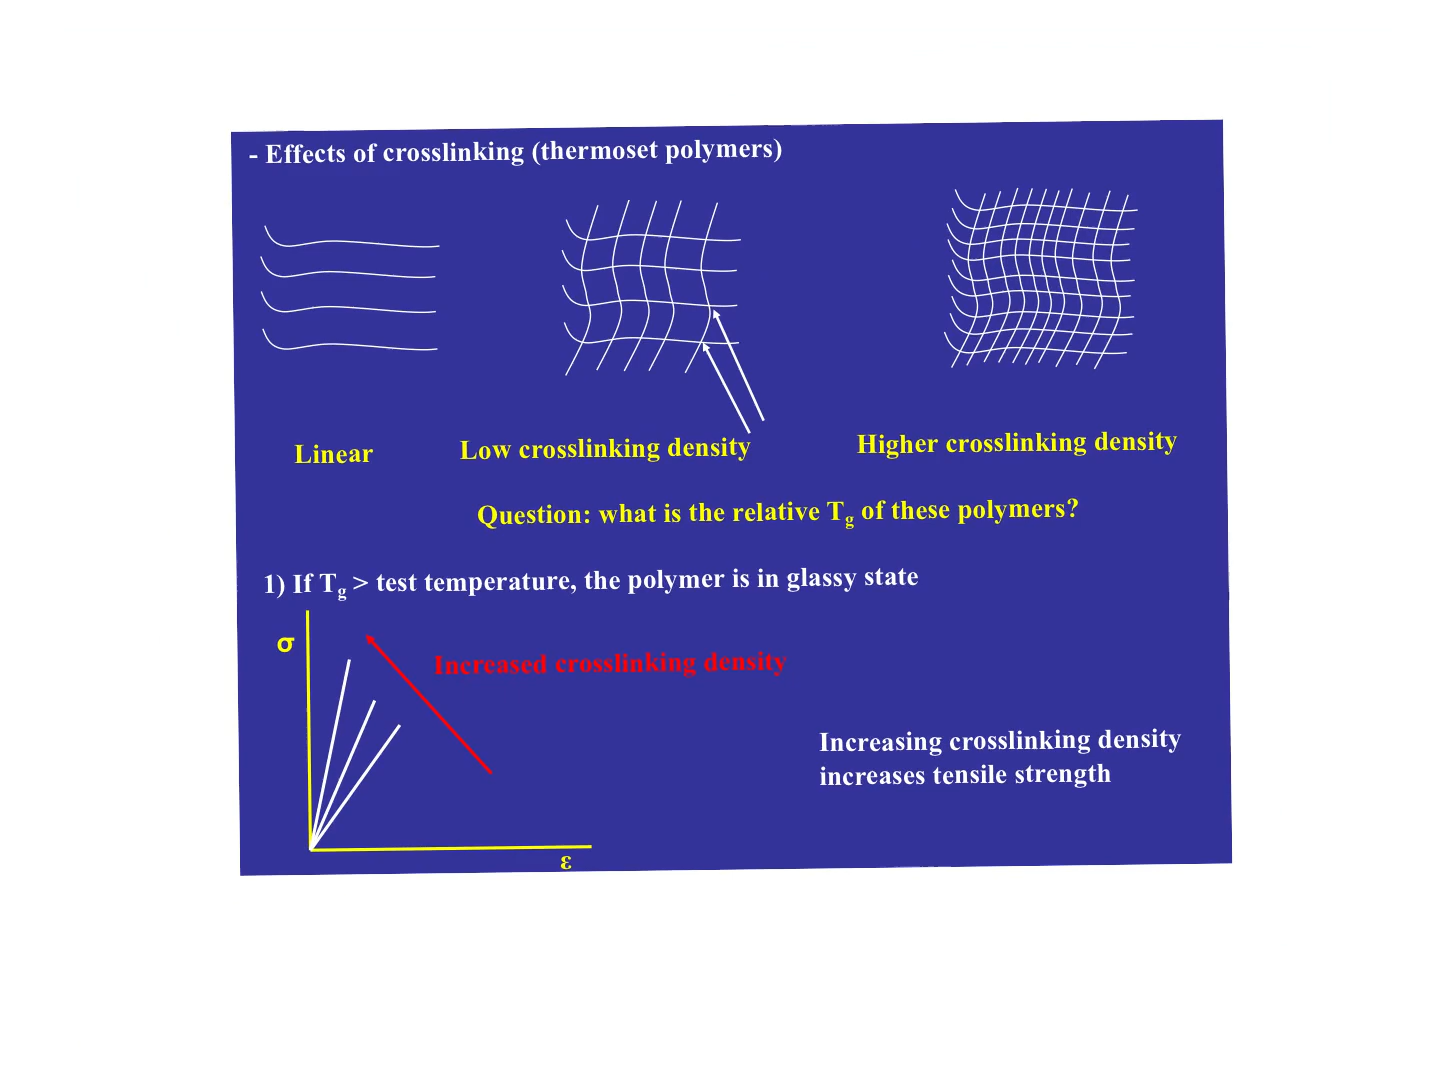 - Effects of crosslinking (thermoset polymers)
Linear
Low crosslinking density
Higher crosslinking density
Question: what is the relative Tg of these polymers?
1) If Tg > test temperature, the polymer is in glassy state
σ
Increased crosslinking density
Increasing crosslinking density
increases tensile strength
ε